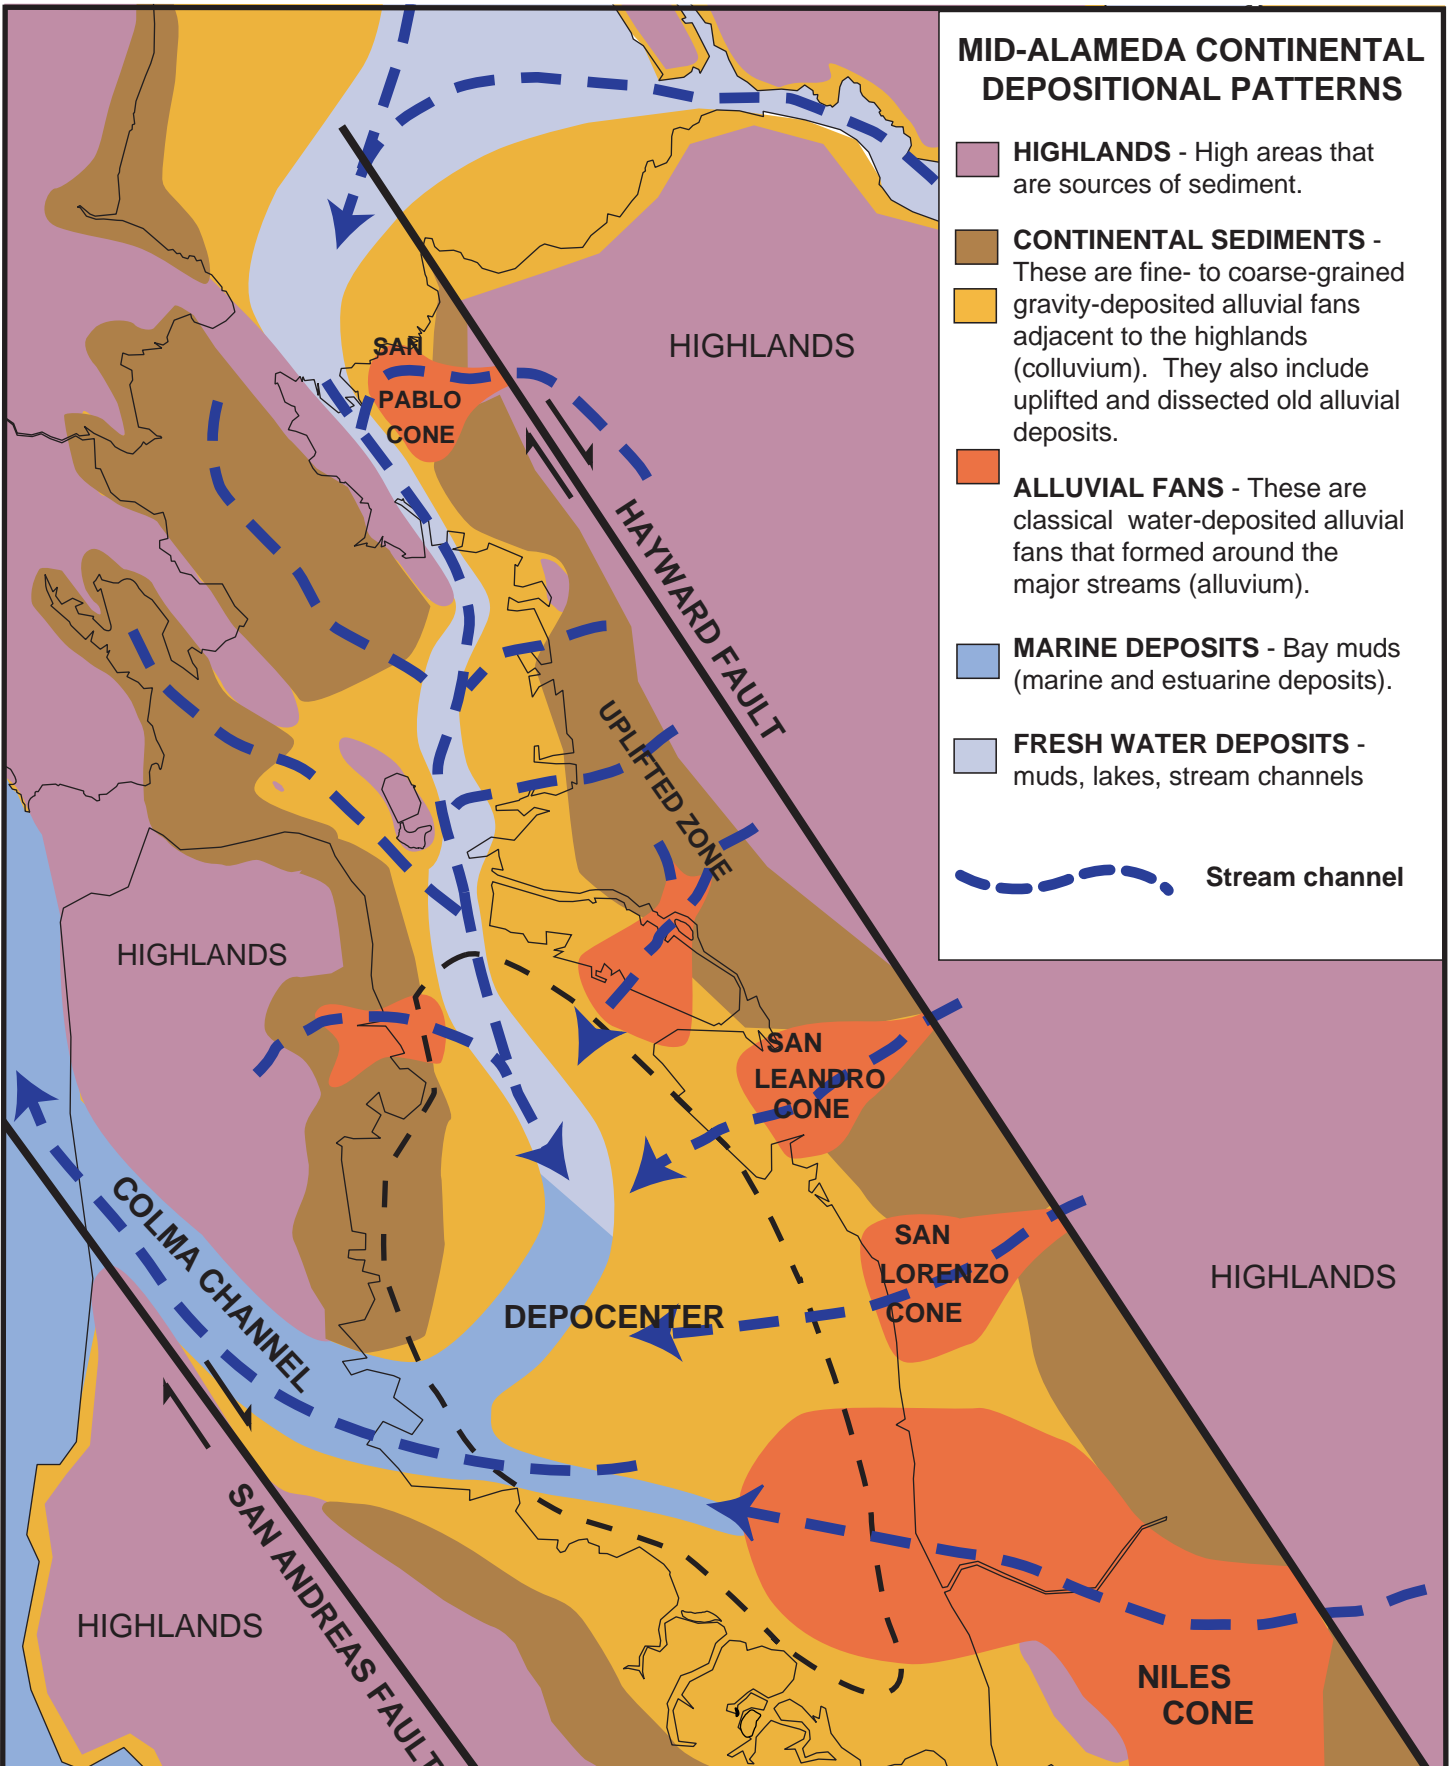 MID-ALAMEDA CONTINENTAL
DEPOSITIONAL PATTERNS
HIGHLANDS - High areas that
are sources of sediment.
CONTINENTAL SEDIMENTS -
These are fine- to coarse-grained
gravity-deposited alluvial fans
adjacent to the highlands
(colluvium). They also include
uplifted and dissected old alluvial
deposits.
ALLUVIAL FANS - These are
classical water-deposited alluvial
fans that formed around the
major streams (alluvium).
MARINE DEPOSITS - Bay muds
(marine and estuarine deposits).
FRESH WATER DEPOSITS -
muds, lakes, stream channels
Stream channel
HIGHLANDS
SAN
PABLO
CONE
HAYWARD FAULT
UPLIFTED ZONE
HIGHLANDS
SAN
LEANDRO
CONE
COLMA CHANNEL
SAN
LORENZO
CONE
HIGHLANDS
DEPOCENTER
SAN ANDREAS FAULT
HIGHLANDS
NILES
CONE